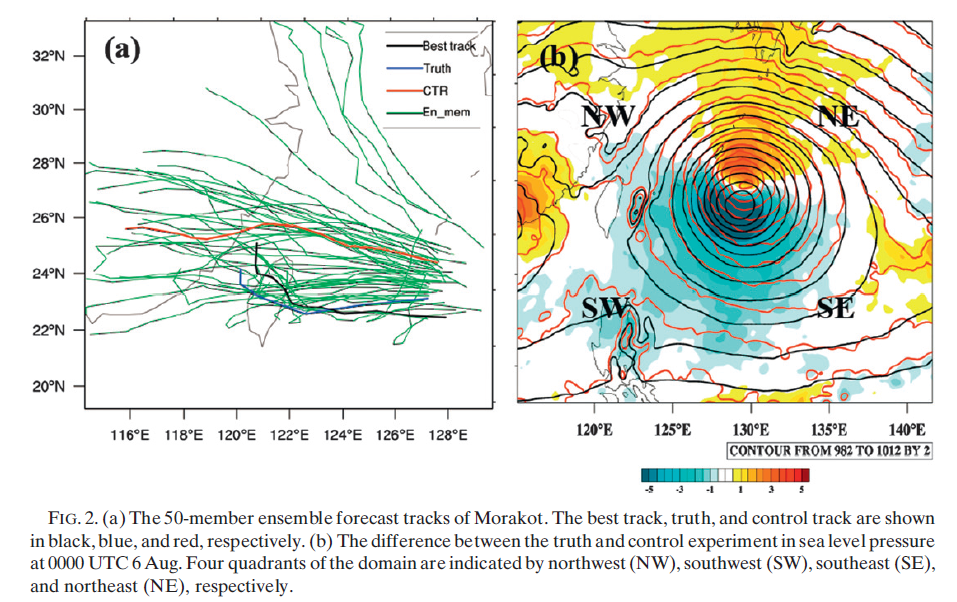 (a)
Best track
Truth
CTR
En_mem
32°N
30°N
28°N
26°N
24°N
22°N
20°N
116°E 118°E 120°E 122°E 124°E 126°E 128°E
(b)
NW NE
SW SE
120°E 125°E 130°E 135°E 140°E
CONTOUR FROM 982 TO 1012 BY 2
-5 -3 -1 1 3 5
FIG. 2. (a) The 50-member ensemble forecast tracks of Morakot. The best track, truth, and control track are shown
in black, blue, and red, respectively. (b) The difference between the truth and control experiment in sea level pressure
at 0000 UTC 6 Aug. Four quadrants of the domain are indicated by northwest (NW), southwest (SW), southeast (SE),
and northeast (NE), respectively.